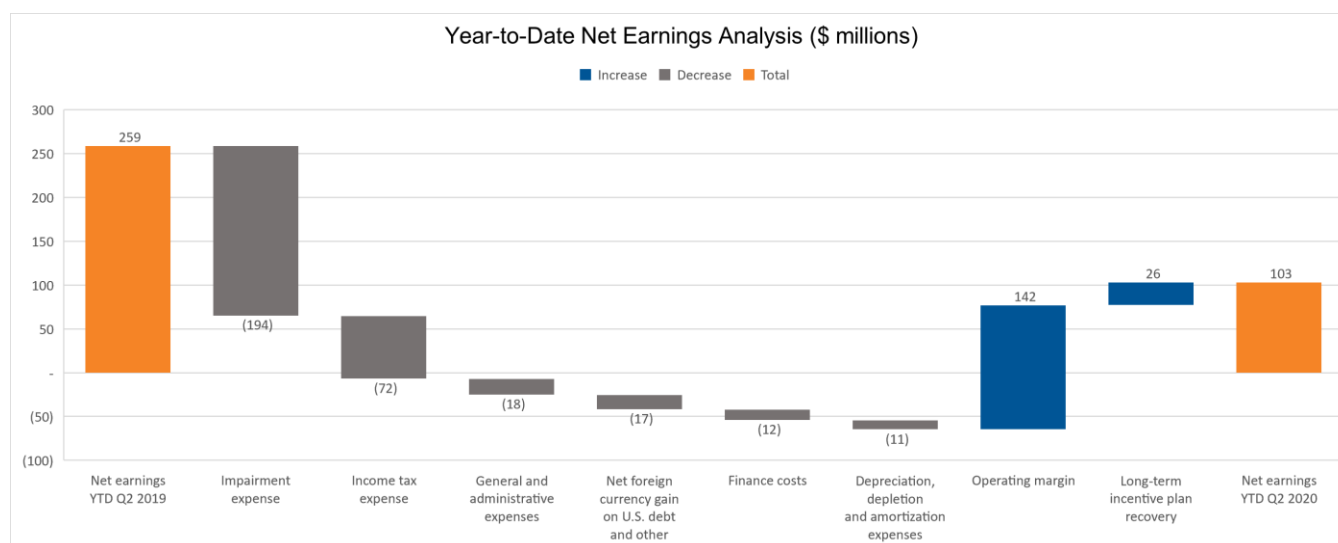 Year-to-Date Net Earnings Analysis ($ millions)
Increase Decrease Total
300
250
200
150
100
50
-
(50)
(100)
259
(194)
(72)
(18)
(17)
(12)
(11)
142
26
103
Net earnings
YTD Q2 2019
Impairment
expense
Income tax
expense
General and
administrative
expenses
Net foreign
currency gain
on U.S. debt
and other
Finance costs
Depreciation,
depletion
and amortization
expenses
Operating margin
Long-term
incentive plan
recovery
Net earnings
YTD Q2 2020